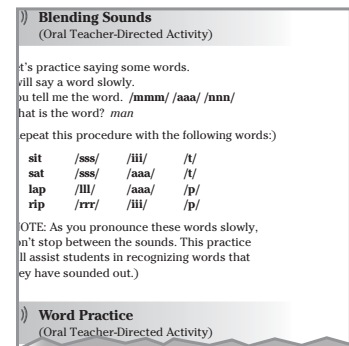 )) Blending Sounds
(Oral Teacher-Directed Activity)
et's practice saying some words.
will say a word slowly.
ou tell me the word. /mmm/ /aaa/ /nnn/
hat is the word? man
epeat this procedure with the following words:)
sit /sss/ /iii/ /t/
sat /sss/ /aaa/ /t/
lap /lll/ /aaa/ /p/
rip /rrr/ /iii/ /p/
OTE: As you pronounce these words slowly,
on't stop between the sounds. This practice
ll assist students in recognizing words that
ey have sounded out.)
)) Word Practice
(Oral Teacher-Directed Activity)